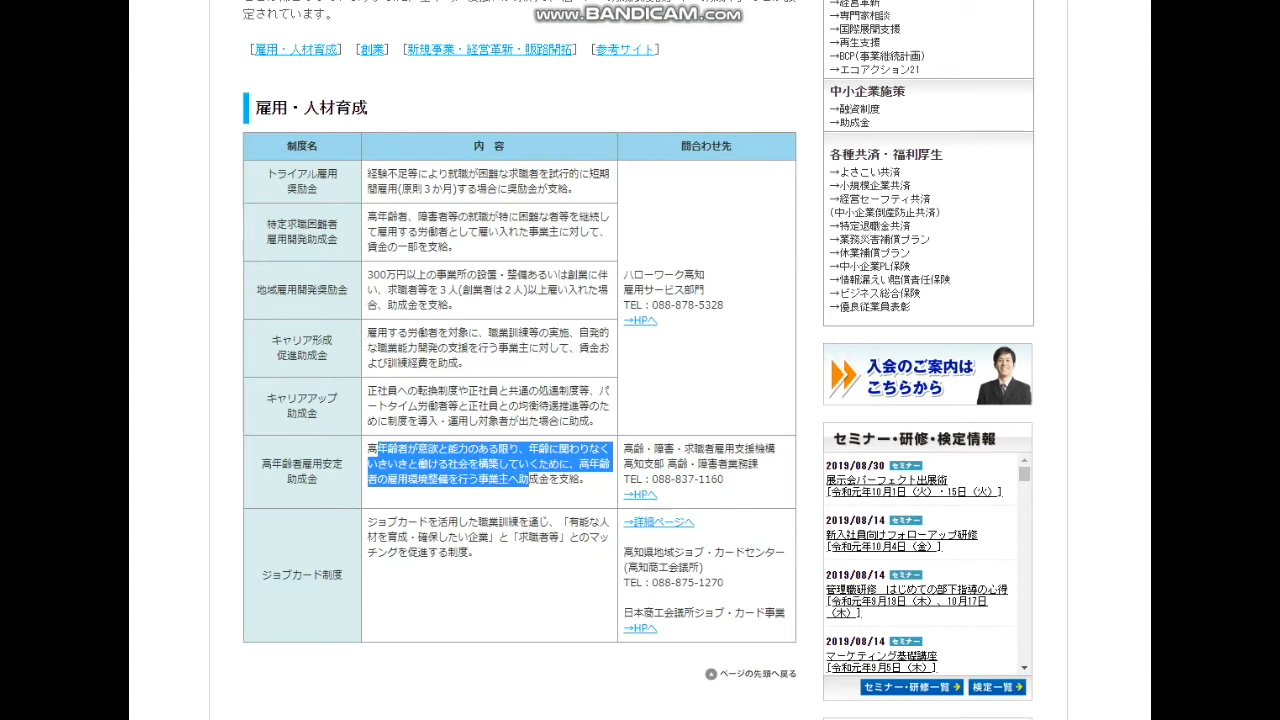 www.BANDICAM.com
定されています。
［雇用・人材育成］ ［創業］ ［新規事業・経営革新・販路開拓］ ［参考サイト］
雇用・人材育成
制度名
内　容
問合わせ先
トライアル雇用
奨励金
経験不足等により就職が困難な求職者を試行的に短期
間雇用(原則３か月)する場合に奨励金が支給。
特定求職困難者
雇用開発助成金
高年齢者、障害者等の就職が特に困難な者等を継続し
て雇用する労働者として雇い入れた事業主に対して、
賃金の一部を支給。
地域雇用開発奨励金
300万円以上の事業所の設置・整備あるいは創業に伴
い、求職者等を３人(創業者は２人)以上雇い入れた場
合、助成金を支給。
キャリア形成
促進助成金
雇用する労働者を対象に、職業訓練等の実施、自発的
な職業能力開発の支援を行う事業主に対して、賃金お
よび訓練経費を助成。
キャリアアップ
助成金
正社員への転換制度や正社員と共通の処遇制度等、パ
ートタイム労働者等と正社員との均衡待遇推進等のた
めに制度を導入・運用し対象者が出た場合に助成。
ハローワーク高知
雇用サービス部門
TEL：088-878-5328
→HPへ
高年齢者雇用安定
助成金
高年齢者が意欲と能力のある限り、年齢に関わりなく
いきいきと働ける社会を構築していくために、高年齢
者の雇用環境整備を行う事業主へ助成金を支給。
高齢・障害・求職者雇用支援機構
高知支部 高齢・障害者業務課
TEL：088-837-1160
→HPへ
ジョブカード制度
ジョブカードを活用した職業訓練を通じ、「有能な人
材を育成・確保したい企業」と「求職者等」とのマッ
チングを促進する制度。
→詳細ページへ
高知県地域ジョブ・カードセンター
(高知商工会議所)
TEL：088-875-1270
日本商工会議所ジョブ・カード事業
→HPへ
ページの先頭へ戻る
→経営革新
→専門家相談
→国際展開支援
→再生支援
→BCP(事業継続計画)
→エコアクション21
中小企業施策
→融資制度
→助成金
各種共済・福利厚生
→よさこい共済
→小規模企業共済
→経営セーフティ共済
(中小企業倒産防止共済)
→特定退職金共済
→業務災害補償プラン
→休業補償プラン
→中小企業PL保険
→情報漏えい賠償責任保険
→ビジネス総合保険
→優良従業員表彰
入会のご案内は
こちらから
セミナー・研修・検定情報
2019/08/30 セミナー
展示会パーフェクト出展術
[令和元年10月1日（火）・15日（火）]
2019/08/14 セミナー
新入社員向けフォローアップ研修
[令和元年10月4日（金）]
2019/08/14 セミナー
管理職研修　はじめての部下指導の心得
[令和元年9月19日（木）、10月17日
（木）]
2019/08/14 セミナー
マーケティング基礎講座
[令和元年9月5日（木）]
セミナー・研修一覧
検定一覧